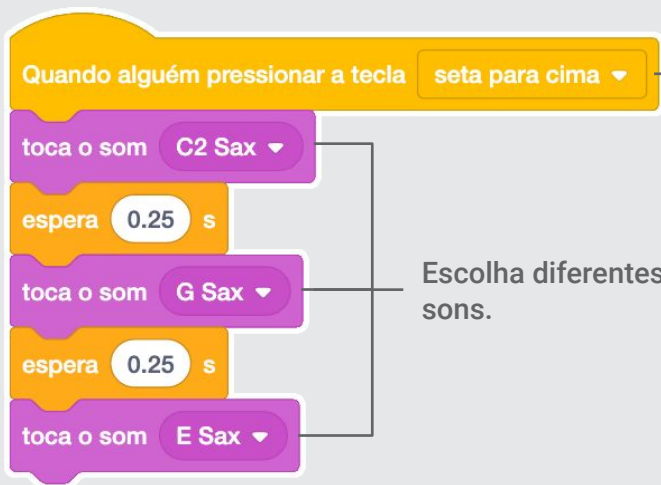 Quando alguém pressionar a tecla seta para cima
toca o som C2 Sax
espera 0.25 s
toca o som G Sax
Escolha diferentes
sons.
espera 0.25 s
toca o som E Sax